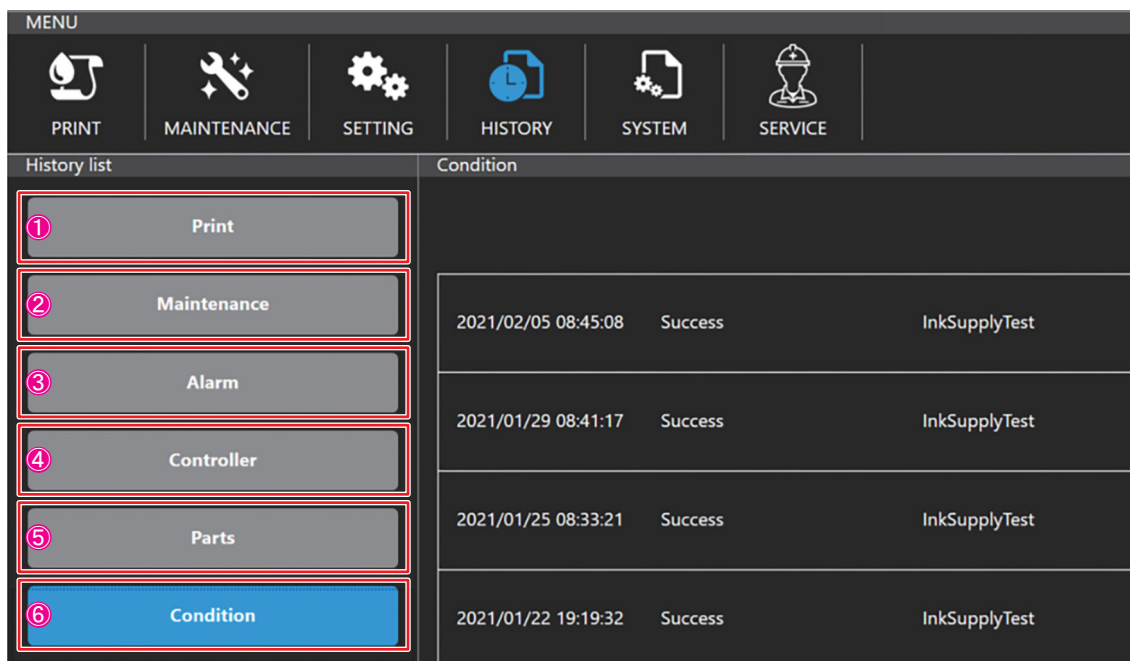 MENU
PRINT MAINTENANCE SETTING HISTORY SYSTEM SERVICE
History list
① Print
② Maintenance
③ Alarm
④ Controller
⑤ Parts
⑥ Condition
Condition
2021/02/05 08:45:08 Success InkSupplyTest
2021/01/29 08:41:17 Success InkSupplyTest
2021/01/25 08:33:21 Success InkSupplyTest
2021/01/22 19:19:32 Success InkSupplyTest